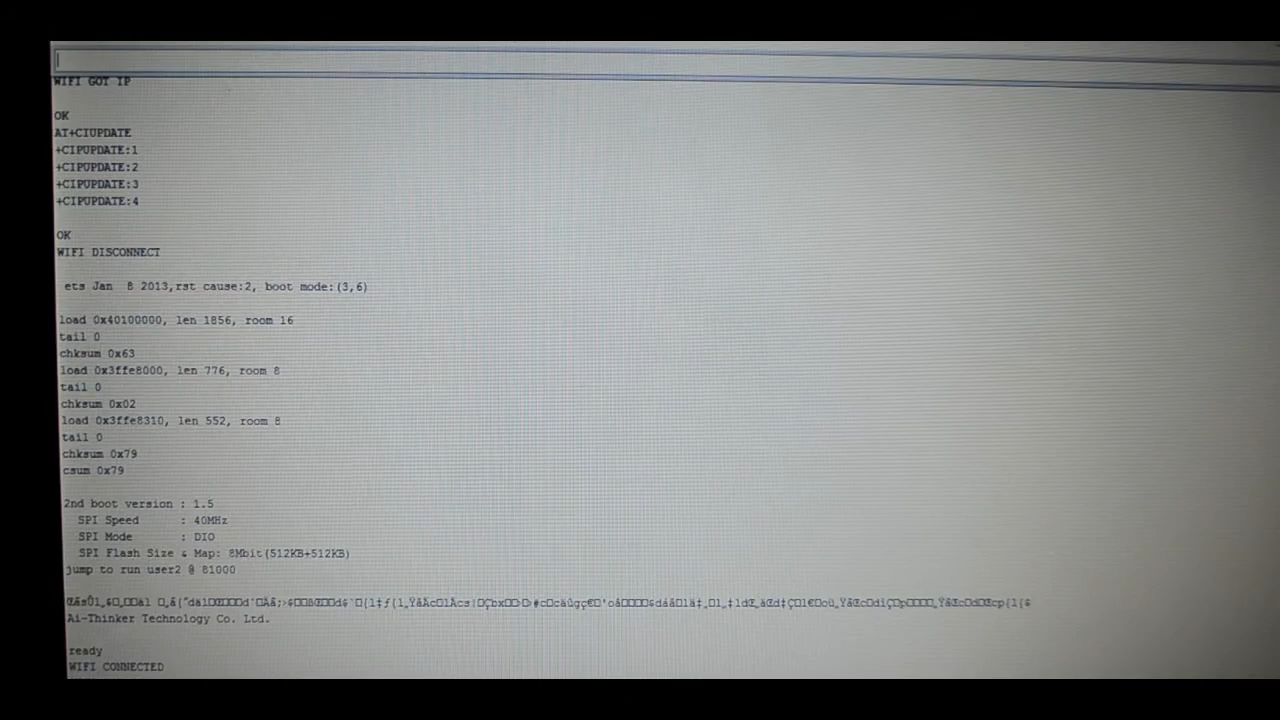 WIFI GOT IP
OK
AT+CIUPDATE
+CIPUPDATE:1
+CIPUPDATE:2
+CIPUPDATE:3
+CIPUPDATE:4
OK
WIFI DISCONNECT
ets Jan  8 2013,rst cause:2, boot mode:(3,6)
load 0x40100000, len 1856, room 16
tail 0
chksum 0x63
load 0x3ffe8000, len 776, room 8
tail 0
chksum 0x02
load 0x3ffe8310, len 552, room 8
tail 0
chksum 0x79
csum 0x79
2nd boot version : 1.5
SPI Speed      : 40MHz
SPI Mode       : DIO
SPI Flash Size & Map: 8Mbit(512KB+512KB)
jump to run user2 @ 81000
Ai-Thinker Technology Co. Ltd.
ready
WIFI CONNECTED